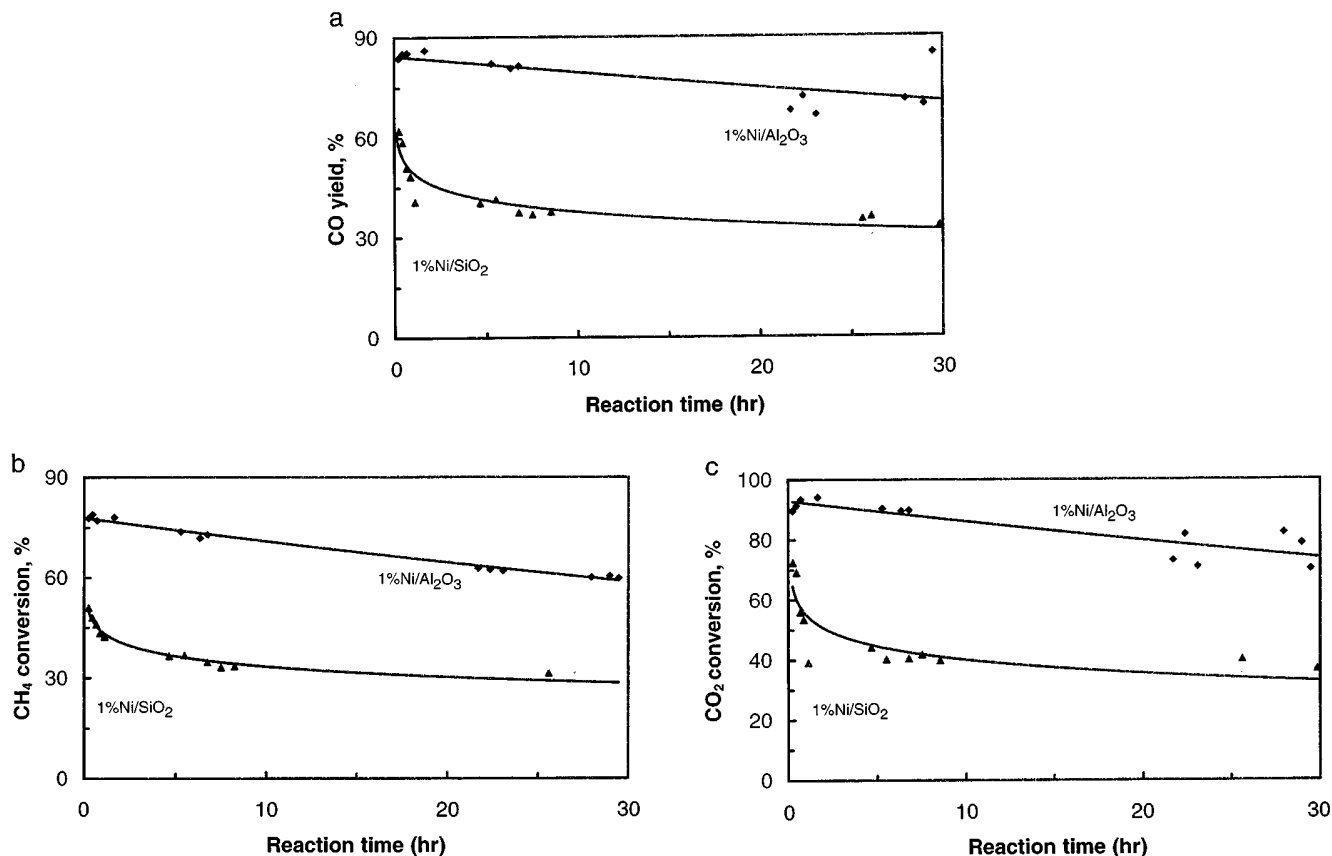 a
90
60
30
0
CO yield, %
1%Ni/Al₂O₃
1%Ni/SiO₂
0
10
20
30
Reaction time (hr)
b
90
60
30
0
CH₄ conversion, %
1%Ni/Al₂O₃
1%Ni/SiO₂
0
10
20
30
Reaction time (hr)
c
100
80
60
40
20
0
CO₂ conversion, %
1%Ni/Al₂O₃
1%Ni/SiO₂
0
10
20
30
Reaction time (hr)